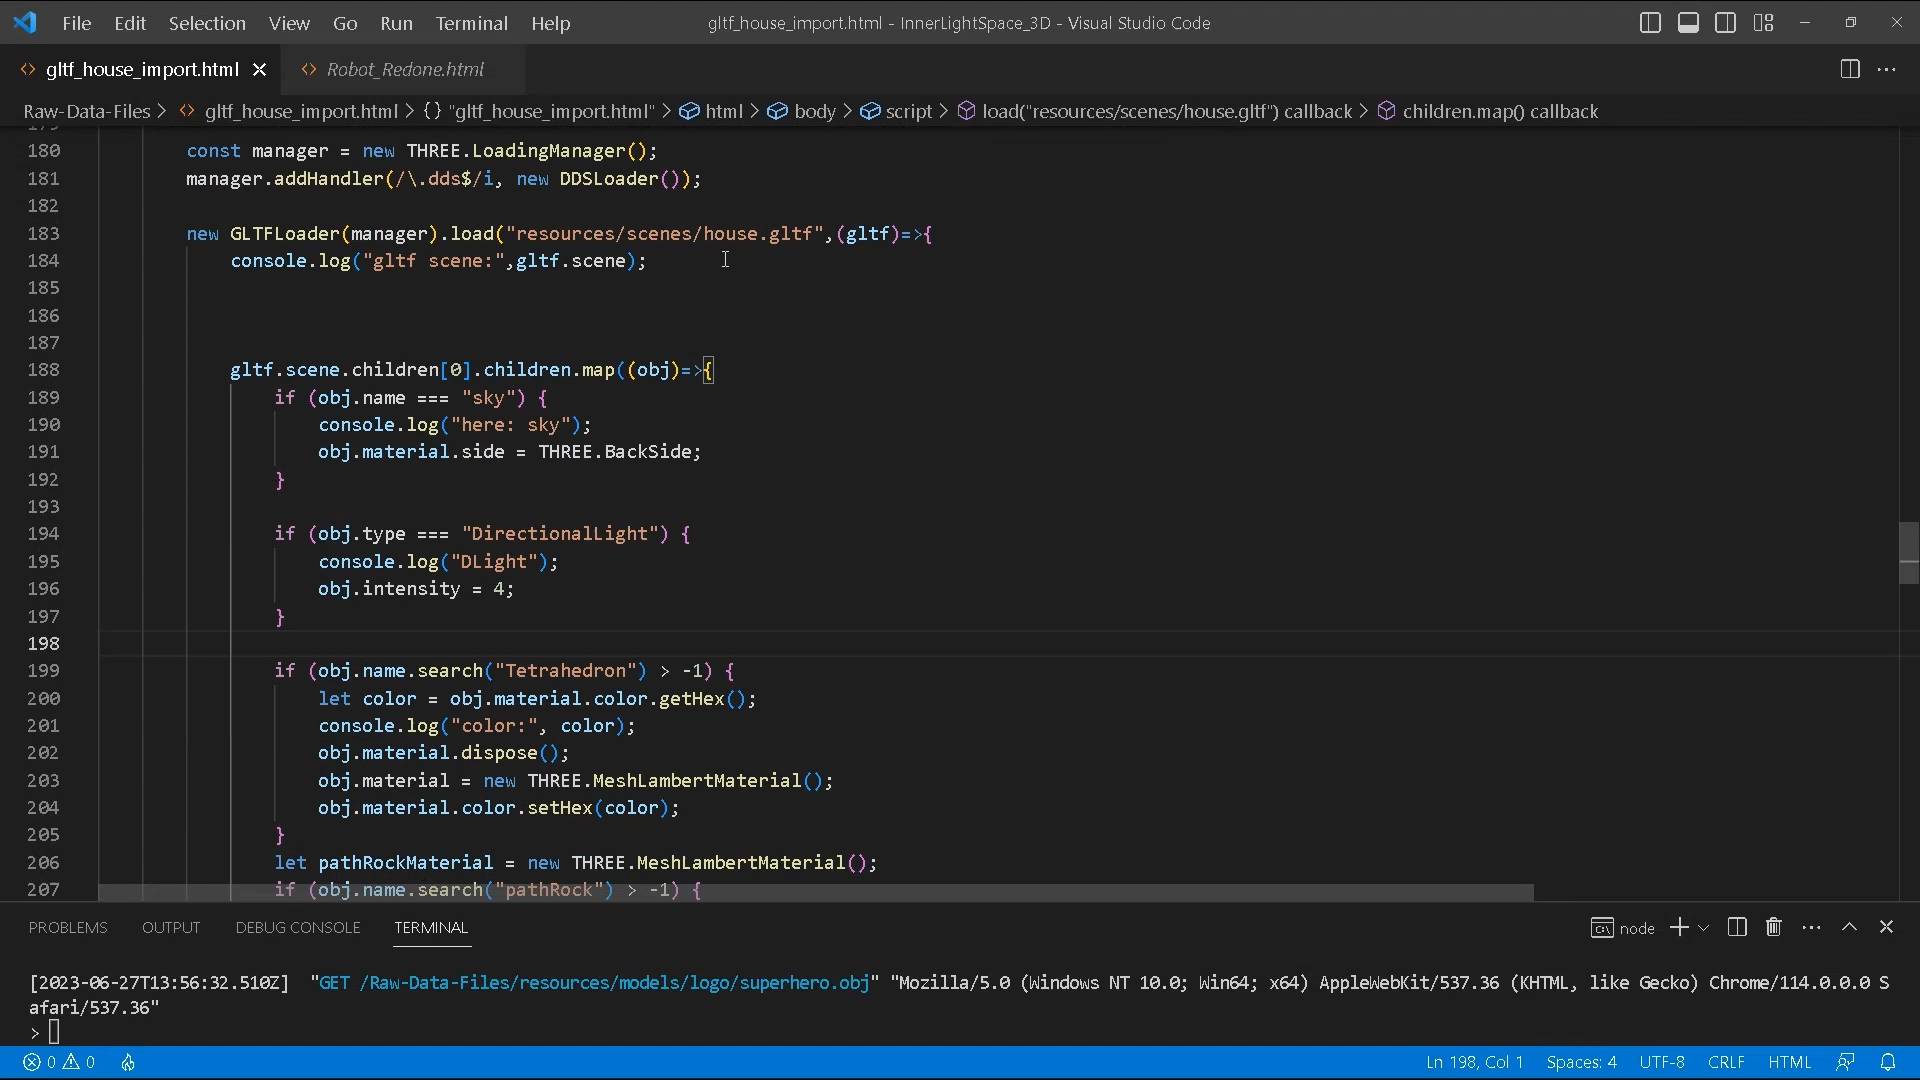 File Edit Selection View Go Run Terminal Help gltf_house_import.html - InnerLightSpace_3D - Visual Studio Code
gltf_house_import.html Robot_Redone.html
Raw-Data-Files > gltf_house_import.html > {} "gltf_house_import.html" > html > body > script > load("resources/scenes/house.gltf") callback > children.map() callback
180 const manager = new THREE.LoadingManager();
181 manager.addHandler(/\.dds$/i, new DDSLoader());
182
183 new GLTFLoader(manager).load("resources/scenes/house.gltf",(gltf)=>{
184 console.log("gltf scene:",gltf.scene);
185
186
187
188 gltf.scene.children[0].children.map((obj)=>{
189 if (obj.name === "sky") {
190 console.log("here: sky");
191 obj.material.side = THREE.BackSide;
192 }
193
194 if (obj.type === "DirectionalLight") {
195 console.log("DLight");
196 obj.intensity = 4;
197 }
198
199 if (obj.name.search("Tetrahedron") > -1) {
200 let color = obj.material.color.getHex();
201 console.log("color:", color);
202 obj.material.dispose();
203 obj.material = new THREE.MeshLambertMaterial();
204 obj.material.color.setHex(color);
205 }
206 let pathRockMaterial = new THREE.MeshLambertMaterial();
207 if (obj.name.search("pathRock") > -1) {
PROBLEMS OUTPUT DEBUG CONSOLE TERMINAL node
[2023-06-27T13:56:32.510Z] "GET /Raw-Data-Files/resources/models/logo/superhero.obj" "Mozilla/5.0 (Windows NT 10.0; Win64; x64) AppleWebKit/537.36 (KHTML, like Gecko) Chrome/114.0.0.0 S
afari/537.36"
>
0 0 Ln 198, Col 1 Spaces: 4 UTF-8 CRLF HTML